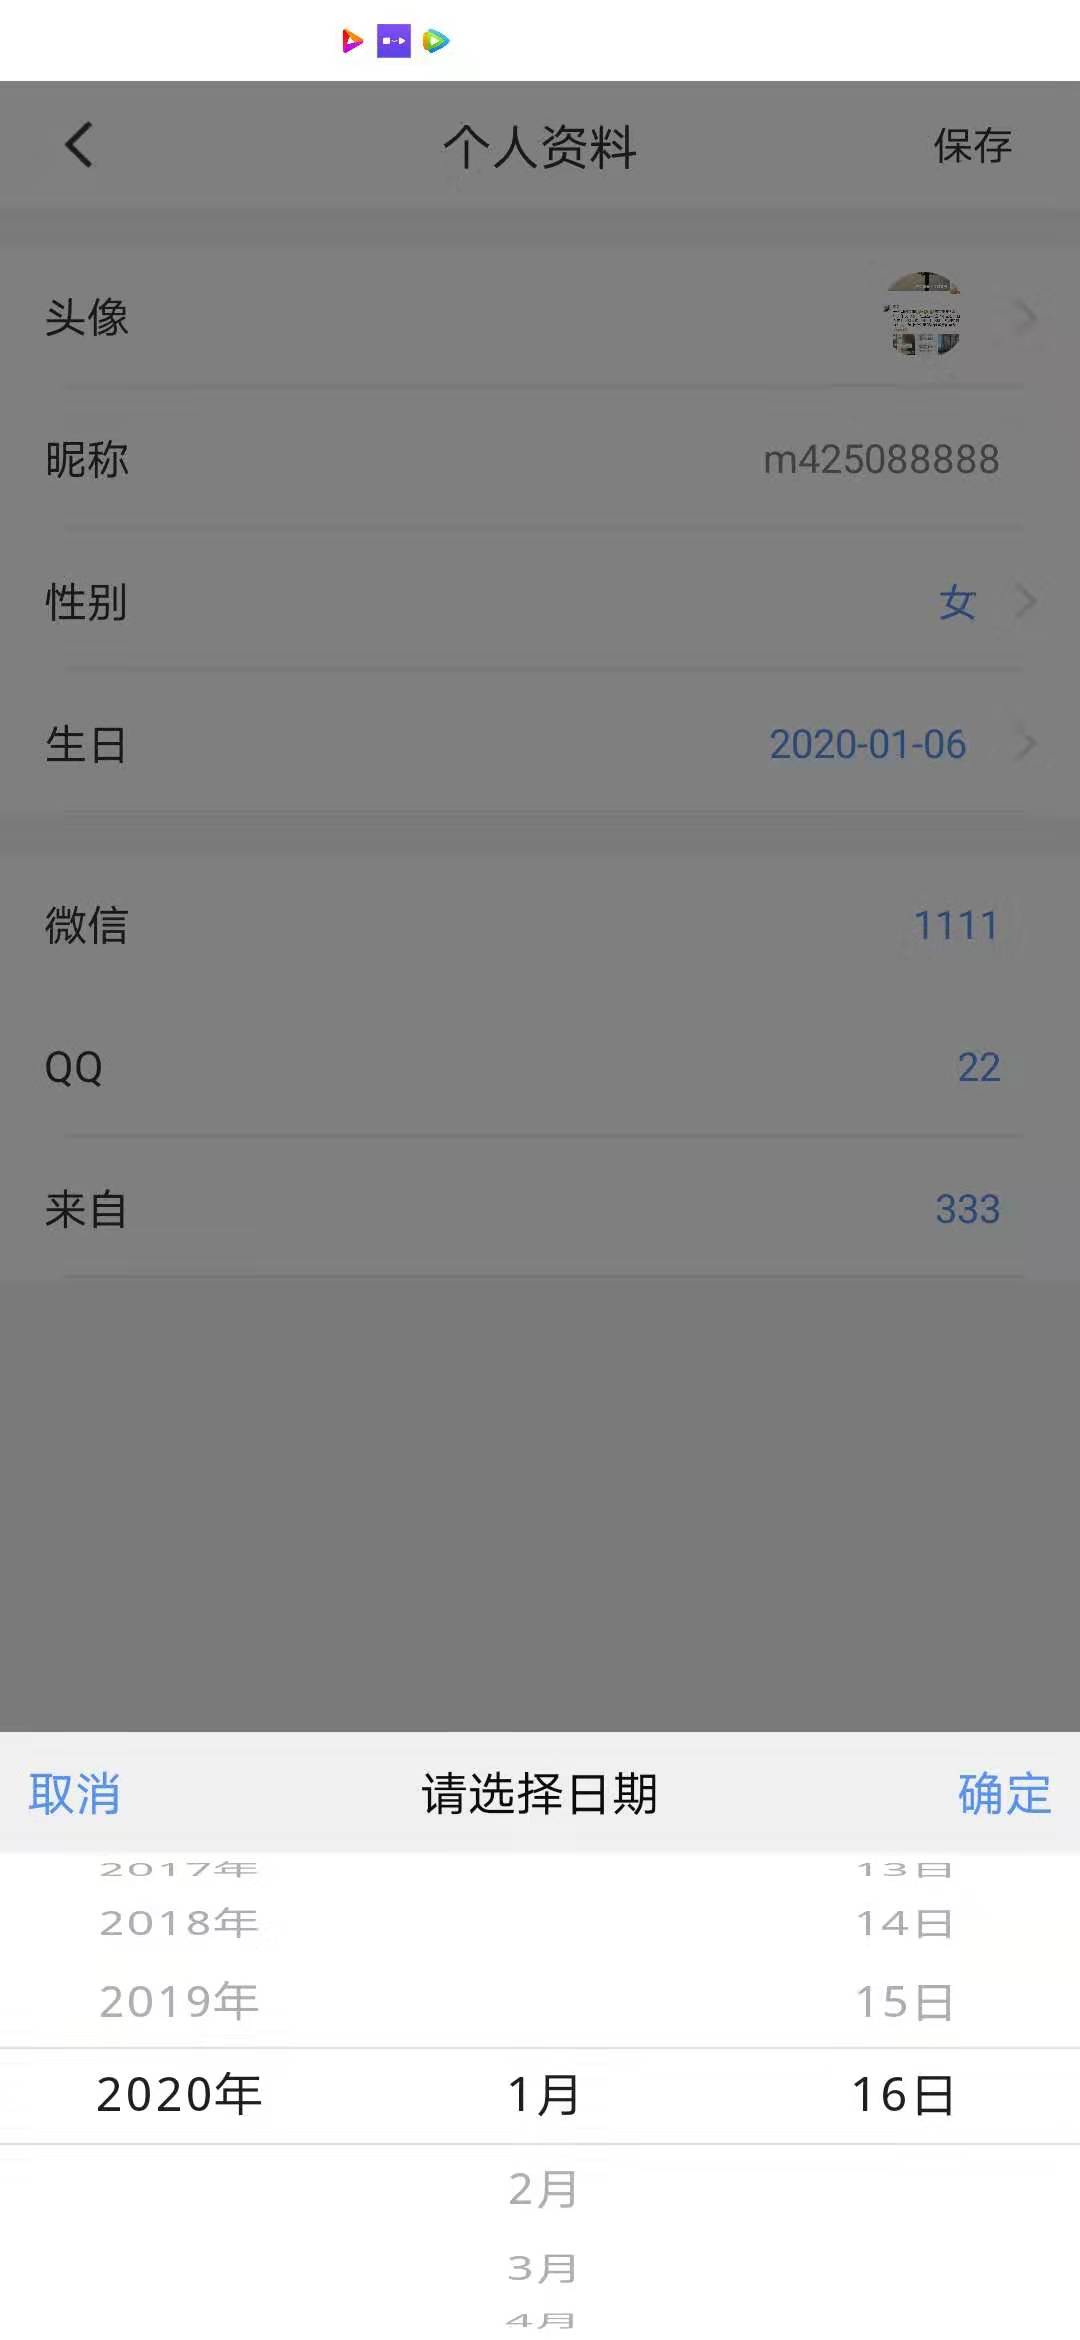 个人资料 保存
头像
昵称 m425088888
性别 女
生日 2020-01-06
微信 1111
QQ 22
来自 333
取消 请选择日期 确定
2017年 13日
2018年 14日
2019年 15日
2020年 1月 16日
2月
3月
4月